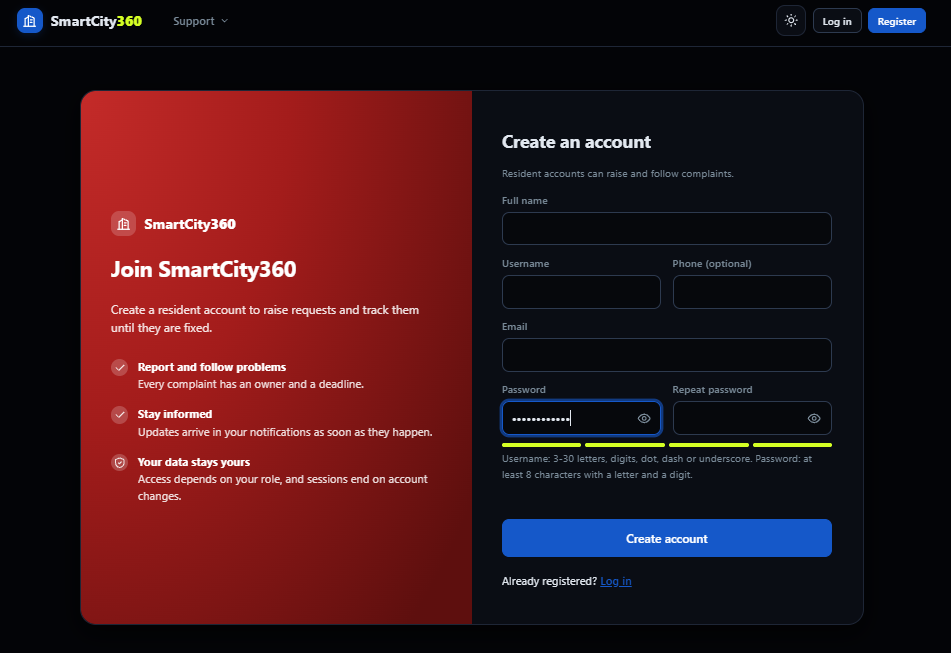 SmartCity360
Support
Log in
Register
SmartCity360
Join SmartCity360
Create a resident account to raise requests and track them
until they are fixed.
Report and follow problems
Every complaint has an owner and a deadline.
Stay informed
Updates arrive in your notifications as soon as they happen.
Your data stays yours
Access depends on your role, and sessions end on account
changes.
Create an account
Resident accounts can raise and follow complaints.
Full name
Username
Phone (optional)
Email
Password
Repeat password
••••••••••••
Username: 3-30 letters, digits, dot, dash or underscore. Password: at
least 8 characters with a letter and a digit.
Create account
Already registered? Log in